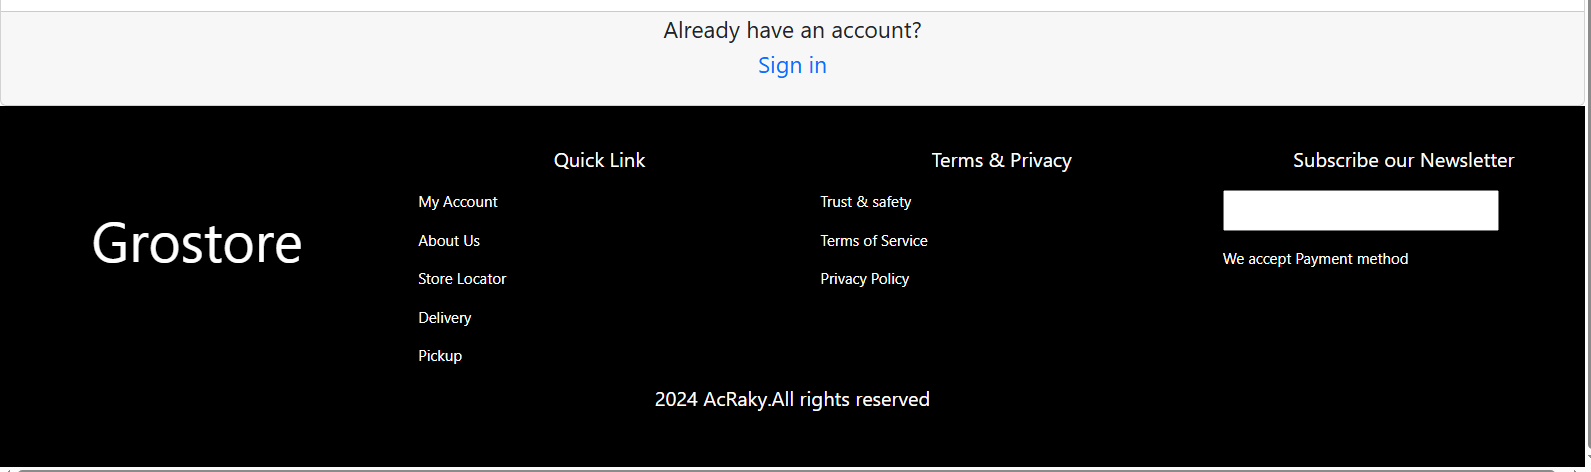 Already have an account?
Sign in
Grostore
Quick Link
My Account
About Us
Store Locator
Delivery
Pickup
Terms & Privacy
Trust & safety
Terms of Service
Privacy Policy
Subscribe our Newsletter
We accept Payment method
2024 AcRaky.All rights reserved